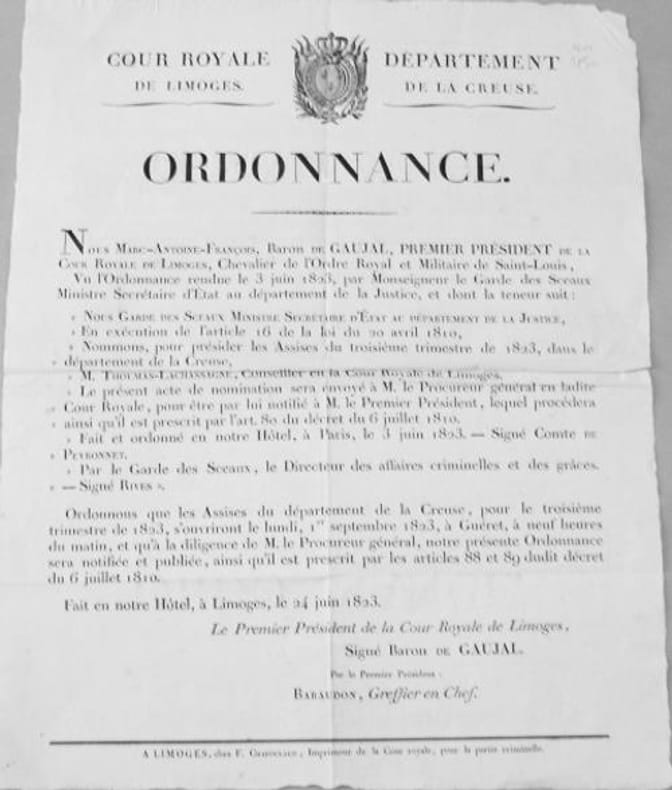 COUR ROYALE
DE LIMOGES.
DÉPARTEMENT
DE LA CREUSE.
ORDONNANCE.
Nous Marc-Antoine-François, Baron de GAUJAL, PREMIER PRÉSIDENT de la
Cour Royale de Limoges, Chevalier de l'Ordre Royal et Militaire de Saint-Louis,
Vu l'Ordonnance rendue le 3 juin 1823, par Monseigneur le Garde des Sceaux
Ministre Secrétaire d'Etat au département de la Justice, et dont la teneur suit :
« Nous Garde des Sceaux Ministre Secrétaire d'État au département de la Justice,
« En exécution de l'article 16 de la loi du 20 avril 1810,
« Nommons, pour présider les Assises du troisième trimestre de 1823, dans le
« département de la Creuse,
« M. Thoumas-Lachassagne, Conseiller en la Cour Royale de Limoges.
« Le présent acte de nomination sera envoyé à M. le Procureur général en ladite
« Cour Royale, pour être par lui notifié à M. le Premier Président, lequel procédera
« ainsi qu'il est prescrit par l'art. 80 du décret du 6 juillet 1810.
« Fait et ordonné en notre Hôtel, à Paris, le 3 juin 1823. — Signé Comte de
« Peyronnet.
« Par le Garde des Sceaux, le Directeur des affaires criminelles et des grâces.
« — Signé Rives ».
Ordonnons que les Assises du département de la Creuse, pour le troisième
trimestre de 1823, s'ouvriront le lundi, 1er septembre 1823, à Guéret, à neuf heures
du matin, et qu'à la diligence de M. le Procureur général, notre présente Ordonnance
sera notifiée et publiée, ainsi qu'il est prescrit par les articles 88 et 89 dudit décret
du 6 juillet 1810.
Fait en notre Hôtel, à Limoges, le 24 juin 1823.
Le Premier Président de la Cour Royale de Limoges,
Signé Baron de GAUJAL.
Par le Premier Président :
Baraudon, Greffier en Chef.
A LIMOGES, chez F. , Imprimeur de la Cour royale, pour la partie criminelle.